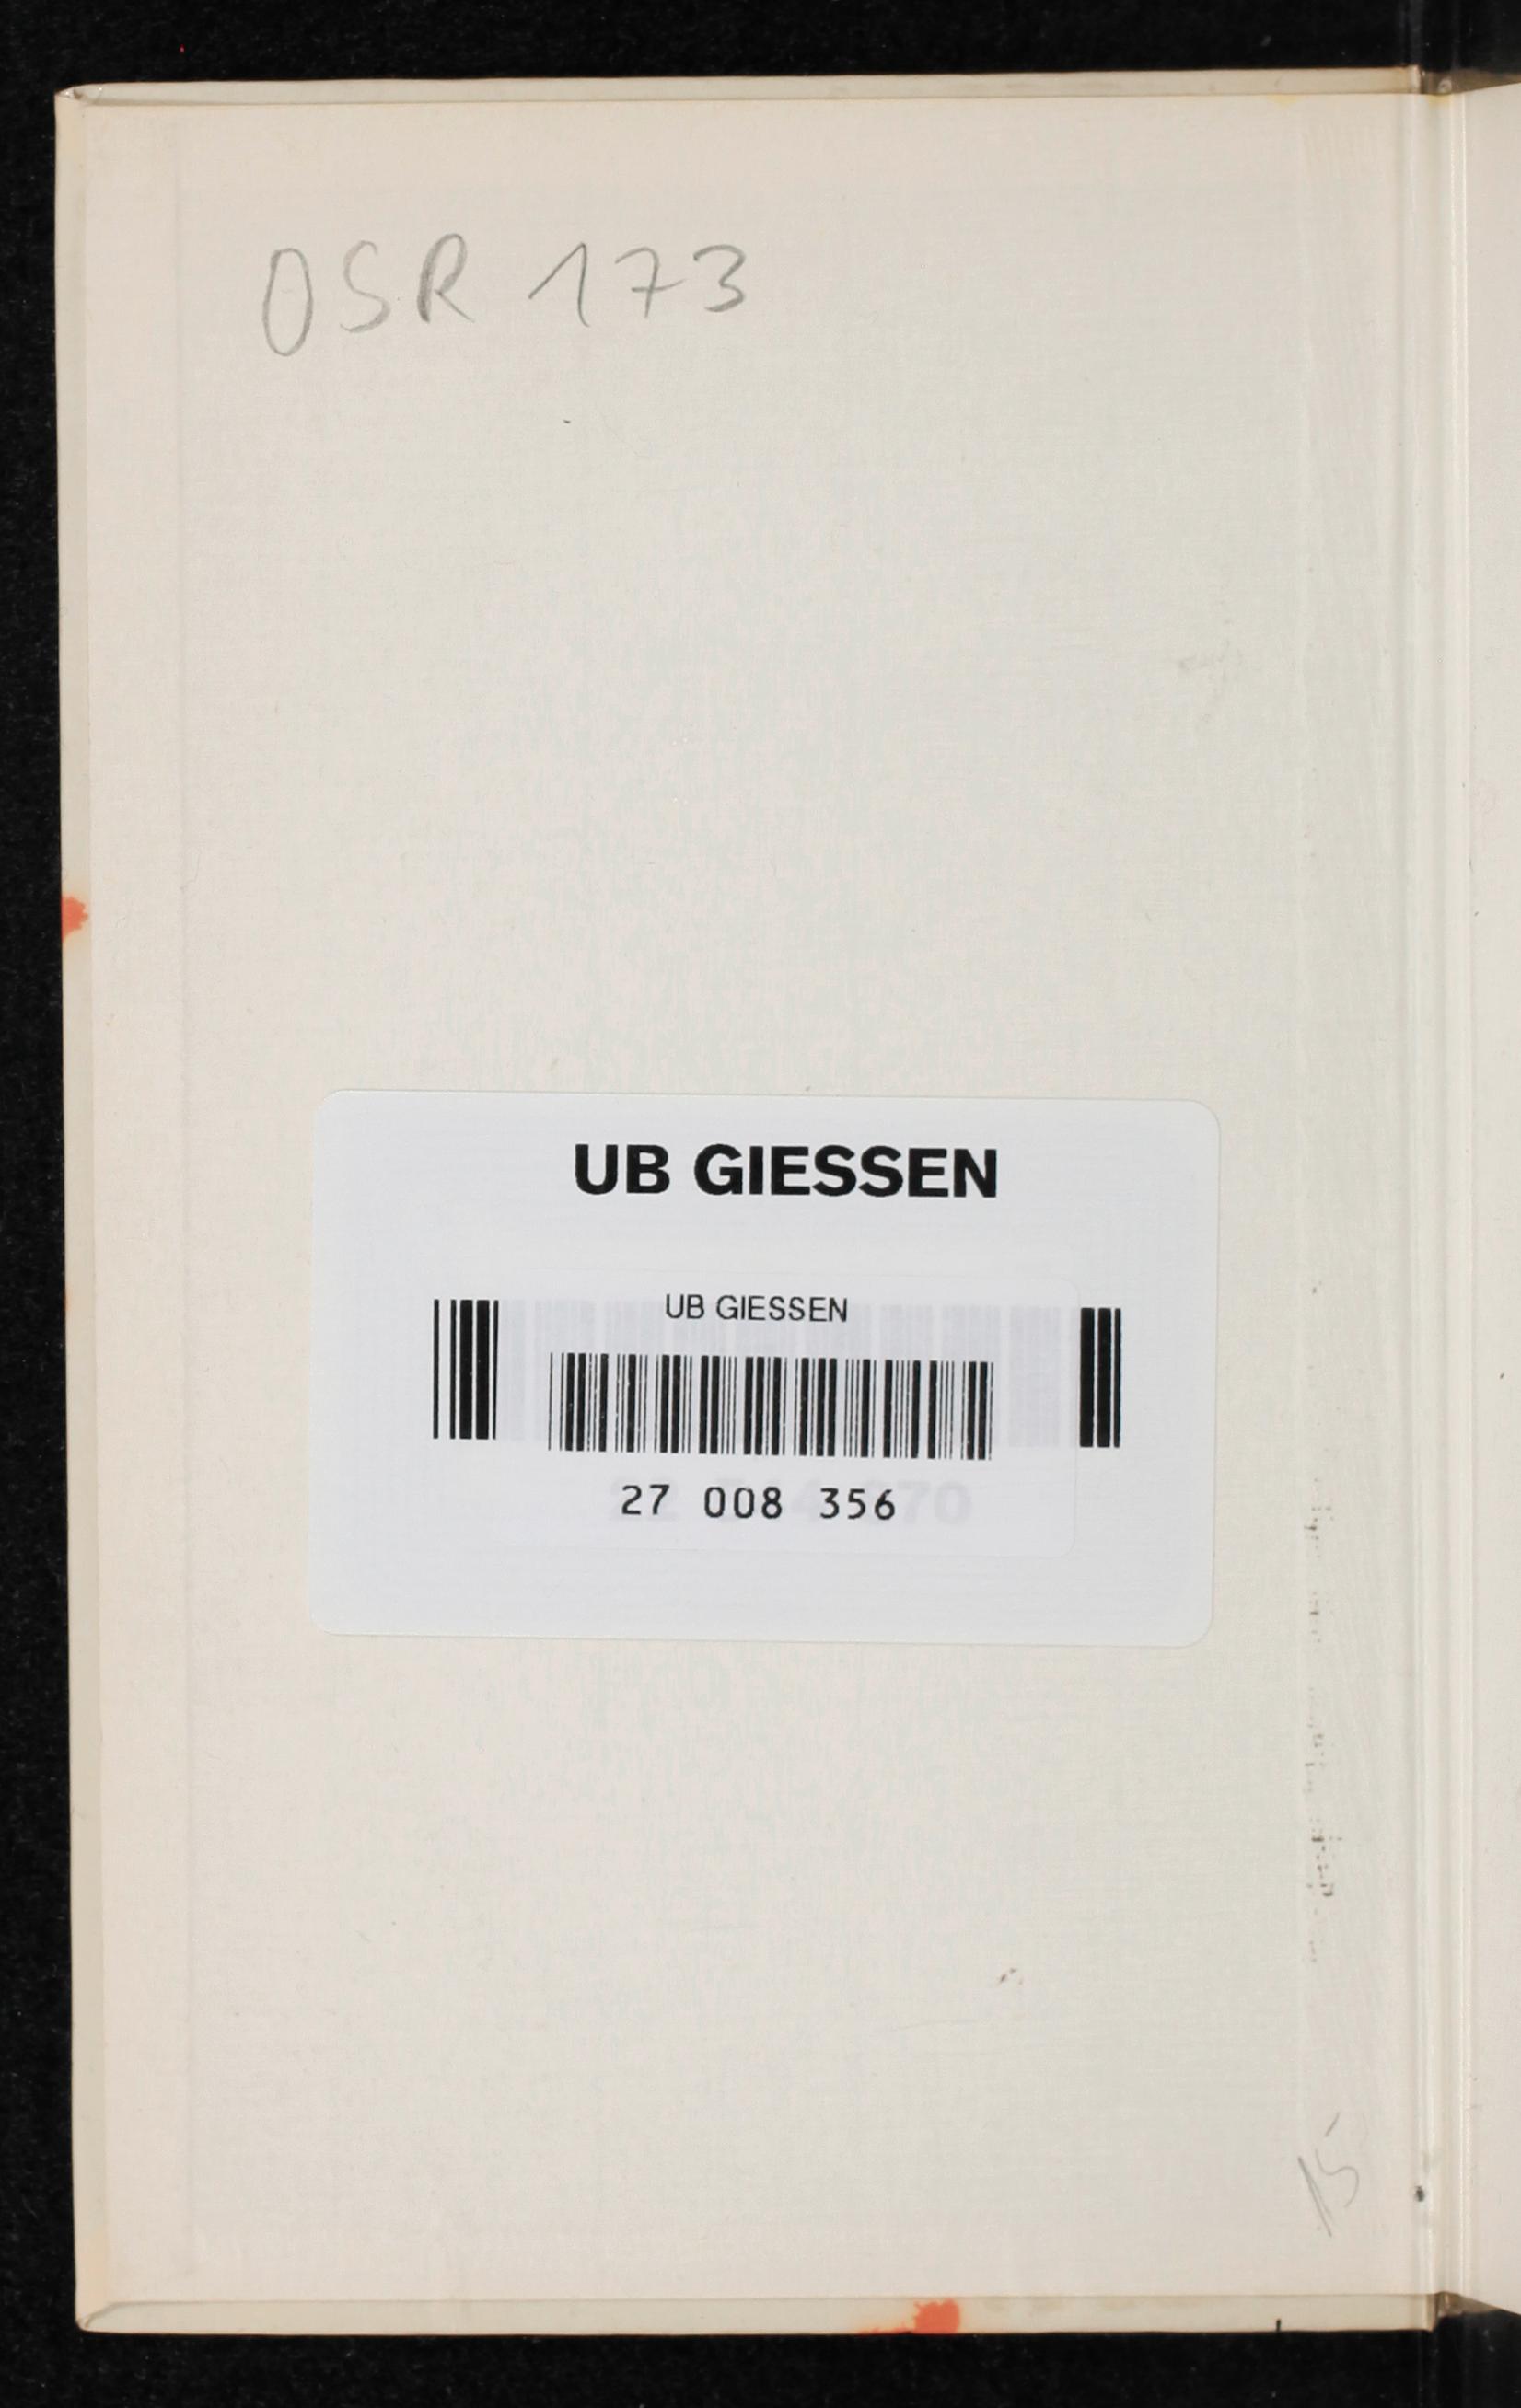 OSR 173
UB GIESSEN
UB GIESSEN
27 008 356
15